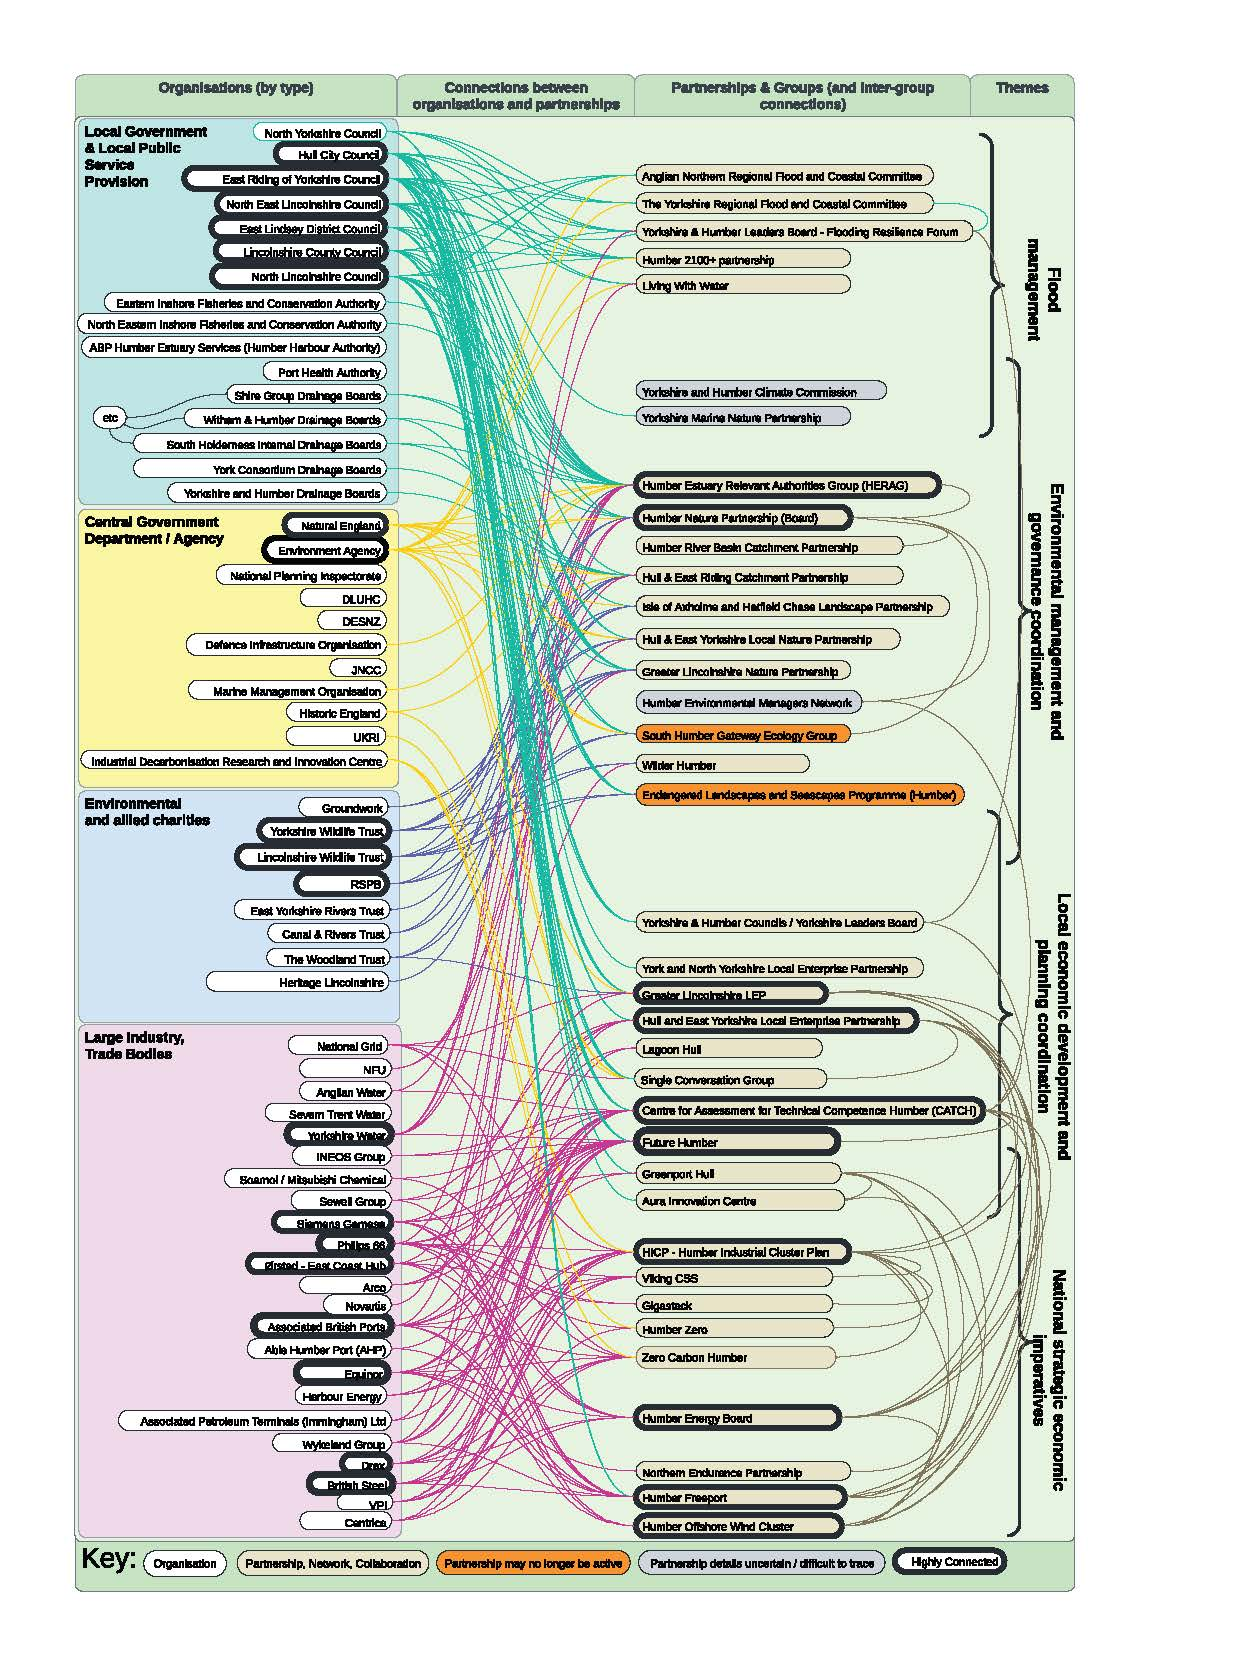 Organisations (by type)
Connections between
organisations and partnerships
Partnerships & Groups (and inter-group
connections)
Themes
Local Government
& Local Public
Service
Provision
North Yorkshire Council
Hull City Council
East Riding of Yorkshire Council
North East Lincolnshire Council
East Lindsey District Council
Lincolnshire County Council
North Lincolnshire Council
Eastern Inshore Fisheries and Conservation Authority
North Eastern Inshore Fisheries and Conservation Authority
ABP Humber Estuary Services (Humber Harbour Authority)
Port Health Authority
Shire Group Drainage Boards
etc
Witham & Humber Drainage Boards
South Holderness Internal Drainage Boards
York Consortium Drainage Boards
Yorkshire and Humber Drainage Boards
Central Government
Department / Agency
Natural England
Environment Agency
National Planning Inspectorate
DLUHC
DESNZ
Defence Infrastructure Organisation
JNCC
Marine Management Organisation
Historic England
UKRI
Industrial Decarbonisation Research and Innovation Centre
Environmental
and allied charities
Groundwork
Yorkshire Wildlife Trust
Lincolnshire Wildlife Trust
RSPB
East Yorkshire Rivers Trust
Canal & Rivers Trust
The Woodland Trust
Heritage Lincolnshire
Large Industry,
Trade Bodies
National Grid
NFU
Anglian Water
Severn Trent Water
Yorkshire Water
INEOS Group
Soarnol / Mitsubishi Chemical
Sewell Group
Siemens Gamesa
Philips 66
Ørsted - East Coast Hub
Arco
Novartis
Associated British Ports
Able Humber Port (AHP)
Equinor
Harbour Energy
Associated Petroleum Terminals (Immingham) Ltd
Wykeland Group
Drax
British Steel
VPI
Centrica
Anglian Northern Regional Flood and Coastal Committee
The Yorkshire Regional Flood and Coastal Committee
Yorkshire & Humber Leaders Board - Flooding Resilience Forum
Humber 2100+ partnership
Living With Water
Yorkshire and Humber Climate Commission
Yorkshire Marine Nature Partnership
Humber Estuary Relevant Authorities Group (HERAG)
Humber Nature Partnership (Board)
Humber River Basin Catchment Partnership
Hull & East Riding Catchment Partnership
Isle of Axholme and Hatfield Chase Landscape Partnership
Hull & East Yorkshire Local Nature Partnership
Greater Lincolnshire Nature Partnership
Humber Environmental Managers Network
South Humber Gateway Ecology Group
Wilder Humber
Endangered Landscapes and Seascapes Programme (Humber)
Yorkshire & Humber Councils / Yorkshire Leaders Board
York and North Yorkshire Local Enterprise Partnership
Greater Lincolnshire LEP
Hull and East Yorkshire Local Enterprise Partnership
Lagoon Hull
Single Conversation Group
Centre for Assessment for Technical Competence Humber (CATCH)
Future Humber
Greenport Hull
Aura Innovation Centre
HICP - Humber Industrial Cluster Plan
Viking CSS
Gigastack
Humber Zero
Zero Carbon Humber
Humber Energy Board
Northern Endurance Partnership
Humber Freeport
Humber Offshore Wind Cluster
Flood
management
Environmental management and
governance coordination
Local economic development and
planning coordination
National strategic economic
imperatives
Key:
Organisation
Partnership, Network, Collaboration
Partnership may no longer be active
Partnership details uncertain / difficult to trace
Highly Connected